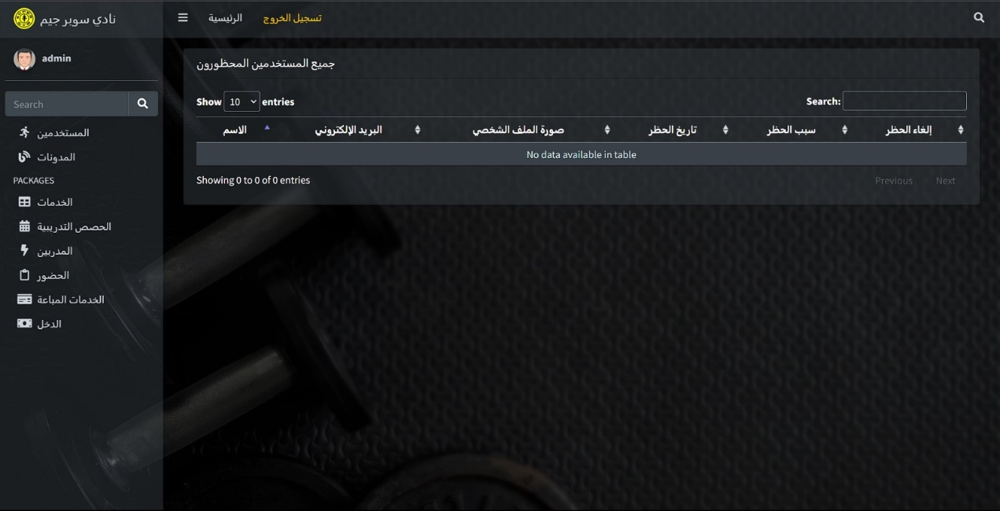 نادي سوبر جيم
الرئيسية
تسجيل الخروج
admin
Search
المستخدمين
المدونات
PACKAGES
الخدمات
الحصص التدريبية
المدربين
الحضور
الخدمات المباعة
الدخل
جميع المستخدمين المحظورون
Show 10 entries
Search:
الاسم البريد الإلكتروني صورة الملف الشخصي تاريخ الحظر سبب الحظر إلغاء الحظر
No data available in table
Showing 0 to 0 of 0 entries
Previous Next